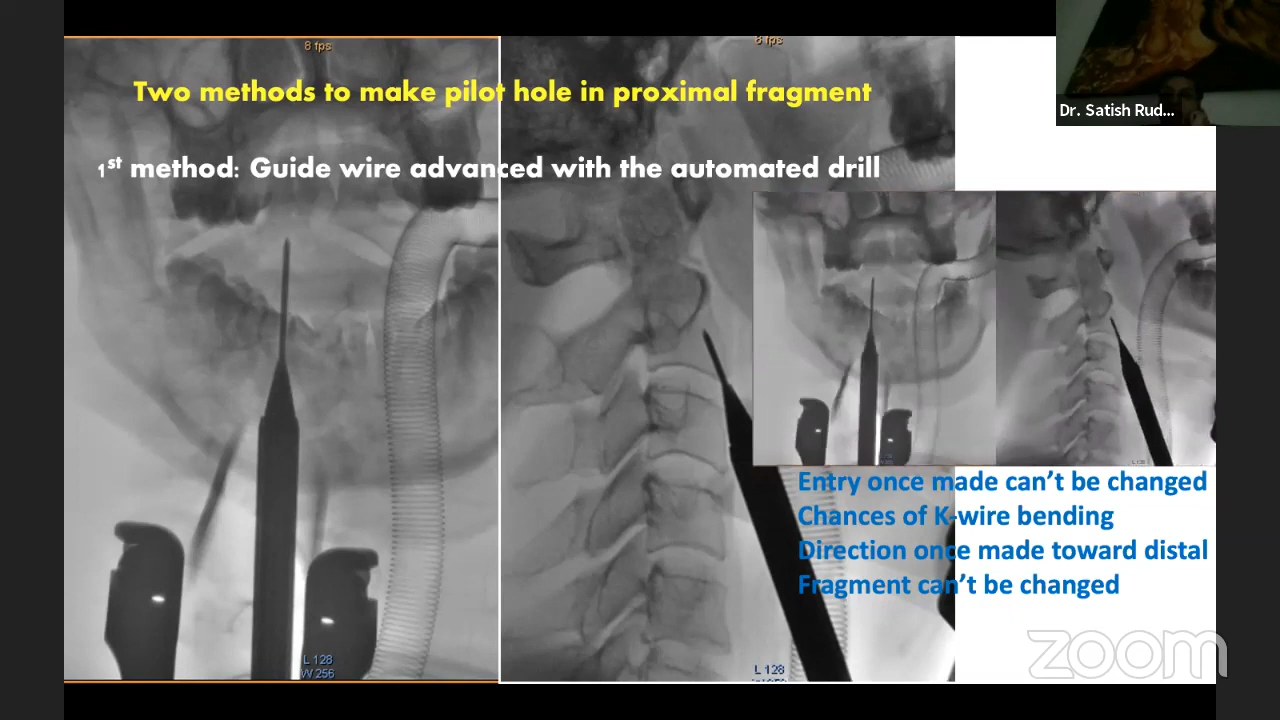 8 fps
8 fps
Two methods to make pilot hole in proximal fragment
1st method: Guide wire advanced with the automated drill
Dr. Satish Rud...
Entry once made can't be changed
Chances of K-wire bending
Direction once made toward distal
Fragment can't be changed
L 128
W 256
L 128
zoom